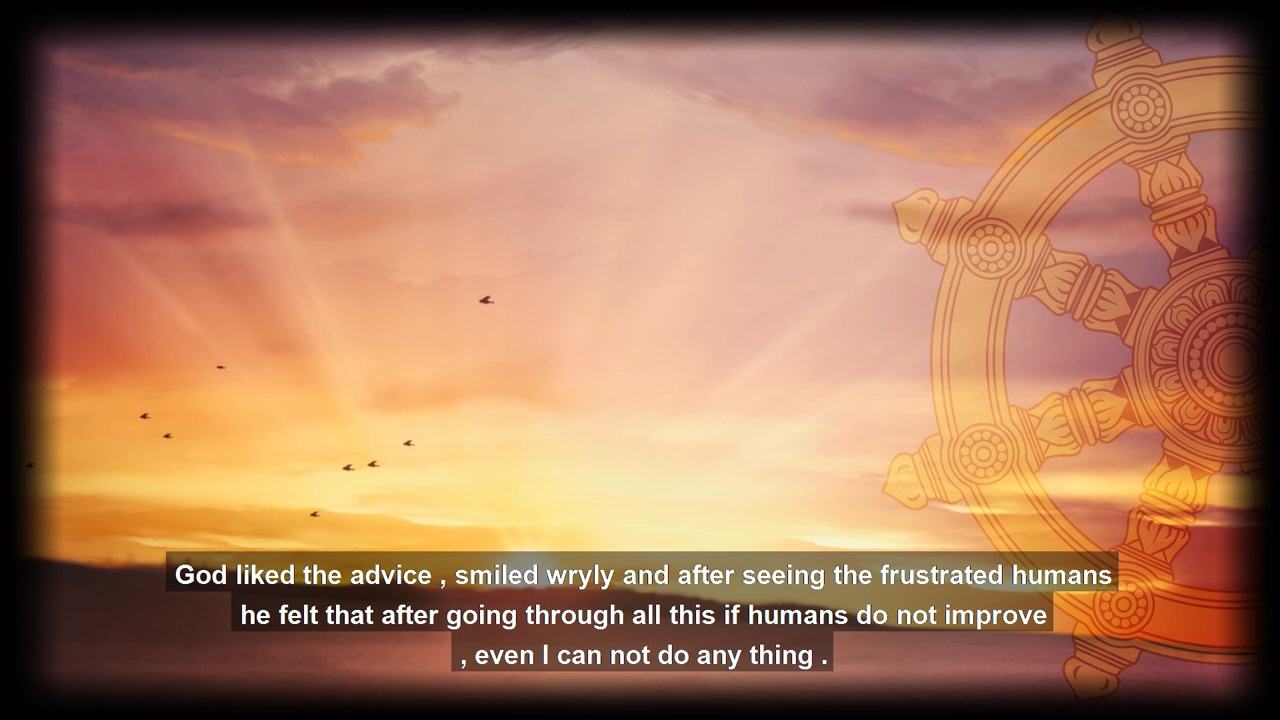 God liked the advice , smiled wryly and after seeing the frustrated humans
he felt that after going through all this if humans do not improve
, even I can not do any thing .